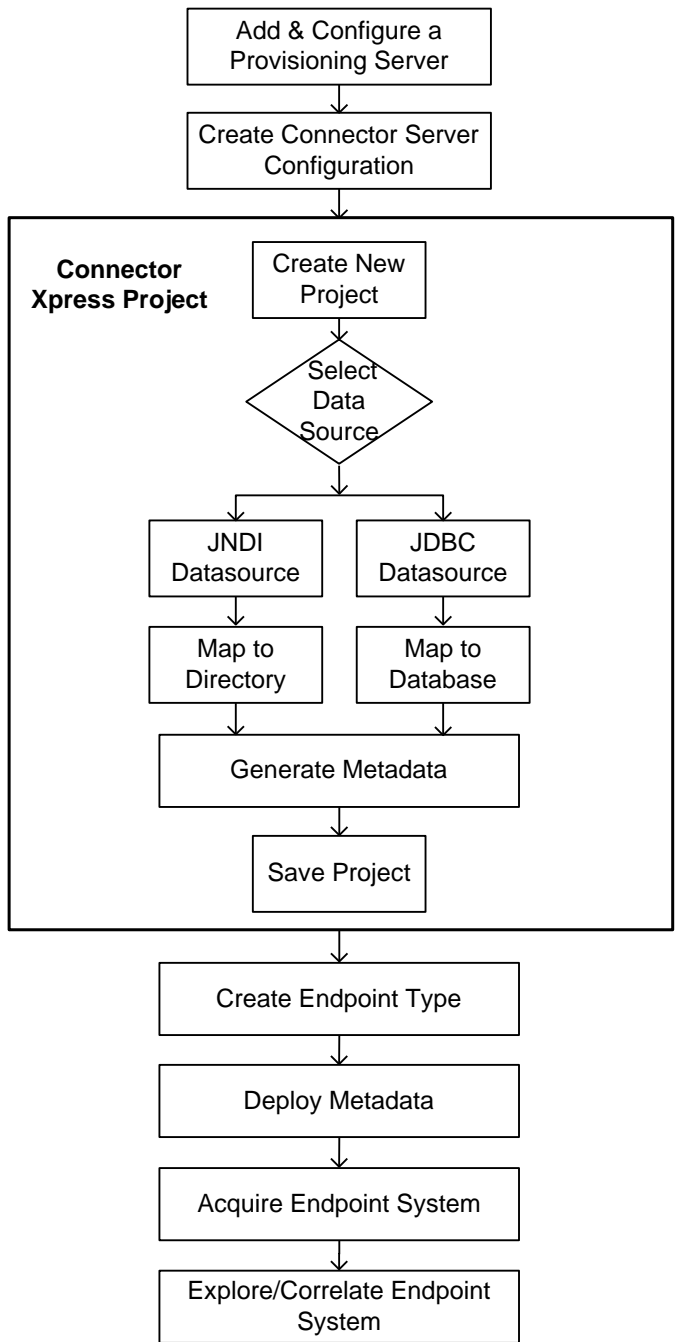 Add & Configure a
Provisioning Server
Create Connector Server
Configuration
Connector
Xpress Project
Create New
Project
Select
Data
Source
JNDI
Datasource
JDBC
Datasource
Map to
Directory
Map to
Database
Generate Metadata
Save Project
Create Endpoint Type
Deploy Metadata
Acquire Endpoint System
Explore/Correlate Endpoint
System